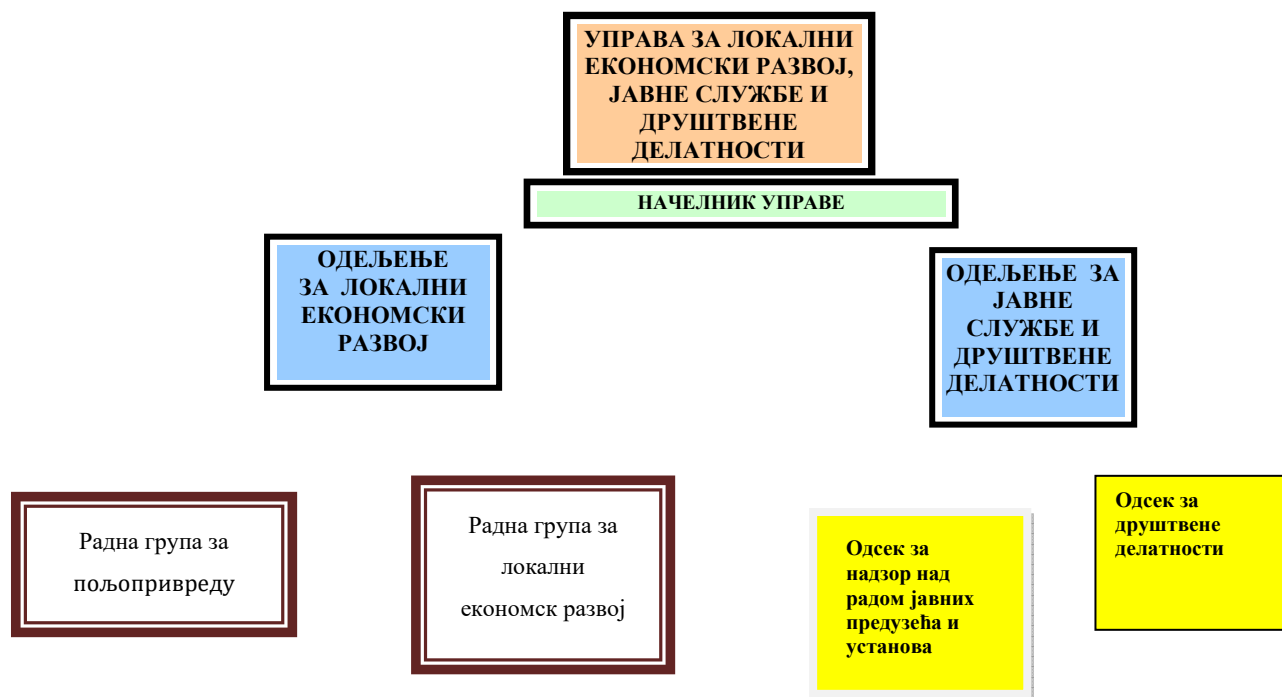 УПРАВА ЗА ЛОКАЛНИ
ЕКОНОМСКИ РАЗВОЈ,
ЈАВНЕ СЛУЖБЕ И
ДРУШТВЕНЕ
ДЕЛАТНОСТИ
НАЧЕЛНИК УПРАВЕ
ОДЕЉЕЊЕ
ЗА ЛОКАЛНИ
ЕКОНОМСКИ
РАЗВОЈ
ОДЕЉЕЊЕ ЗА
ЈАВНЕ
СЛУЖБЕ И
ДРУШТВЕНЕ
ДЕЛАТНОСТИ
Радна група за
пољопривреду
Радна група за
локални
економск развој
Одсек за
надзор над
радом јавних
предузећа и
установа
Одсек за
друштвене
делатности